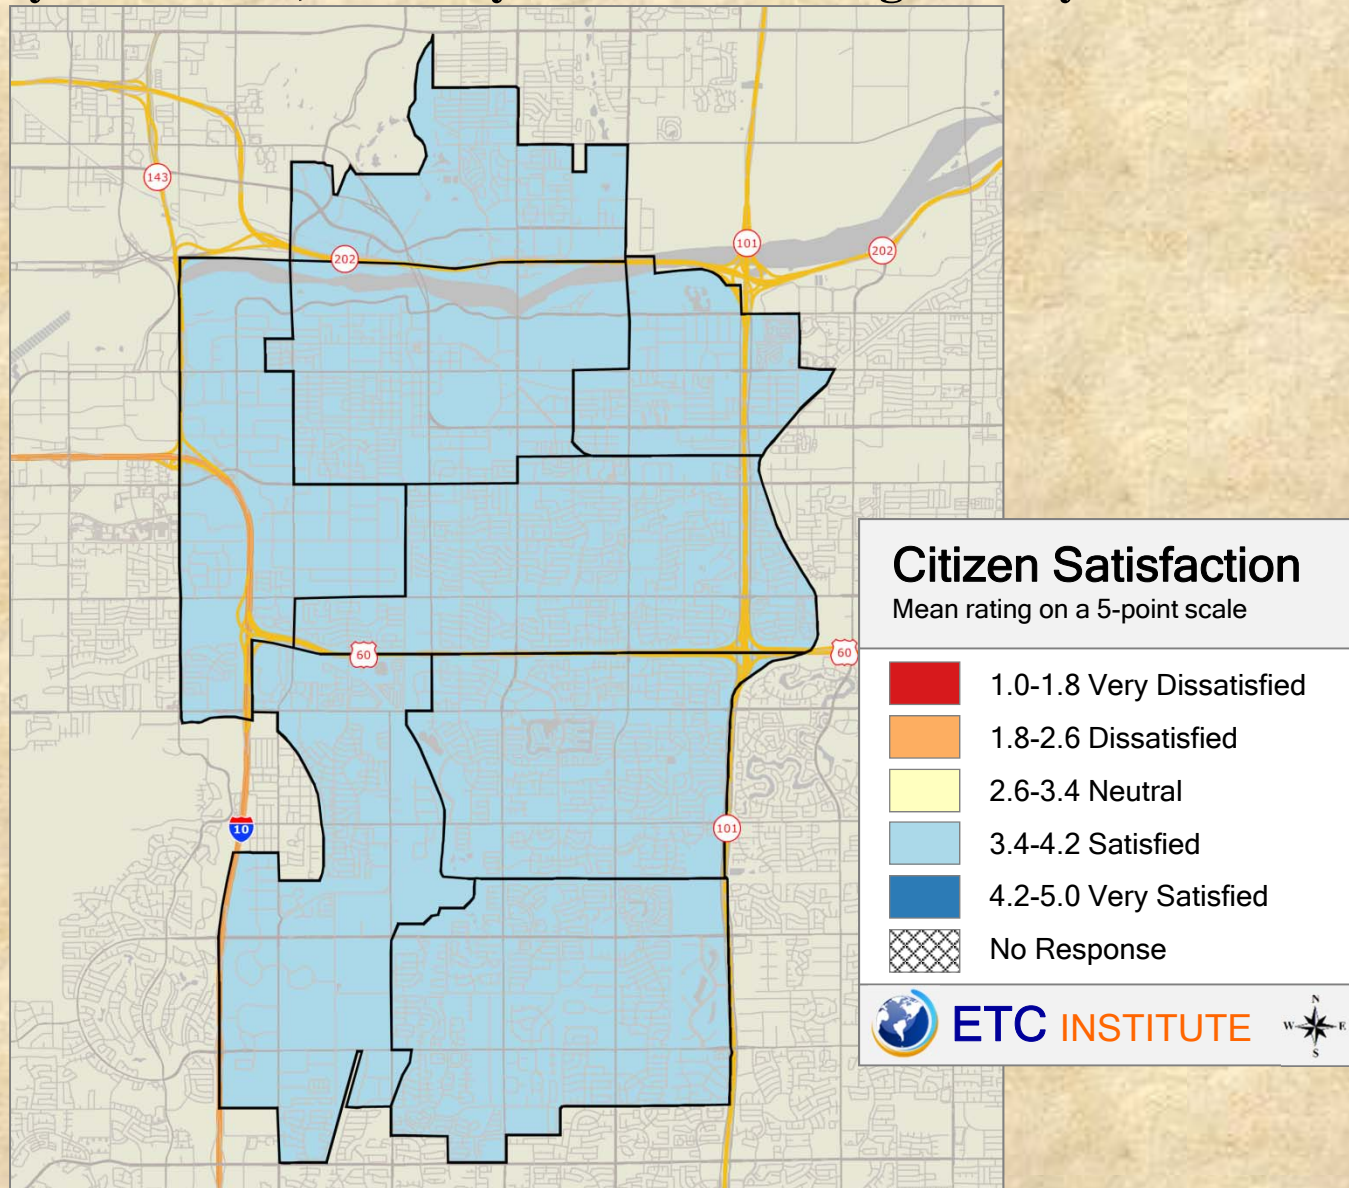 143
202
101
202
60
60
10
101
Citizen Satisfaction
Mean rating on a 5-point scale
1.0-1.8 Very Dissatisfied
1.8-2.6 Dissatisfied
2.6-3.4 Neutral
3.4-4.2 Satisfied
4.2-5.0 Very Satisfied
No Response
ETC INSTITUTE
N
W E
S